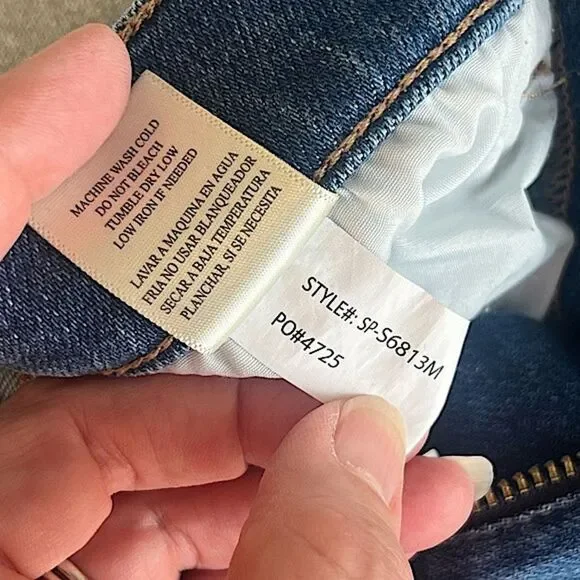 MACHINE WASH COLD
DO NOT BLEACH
TUMBLE DRY LOW
LOW IRON IF NEEDED
LAVAR A MAQUINA EN AGUA
FHIA NO USAR BLANQUEADOR
SECAR A BAJA TEMPERATURA
PLANCHAR, SI SE NECESITA
STYLE#: SP-S6813M
PO#4725